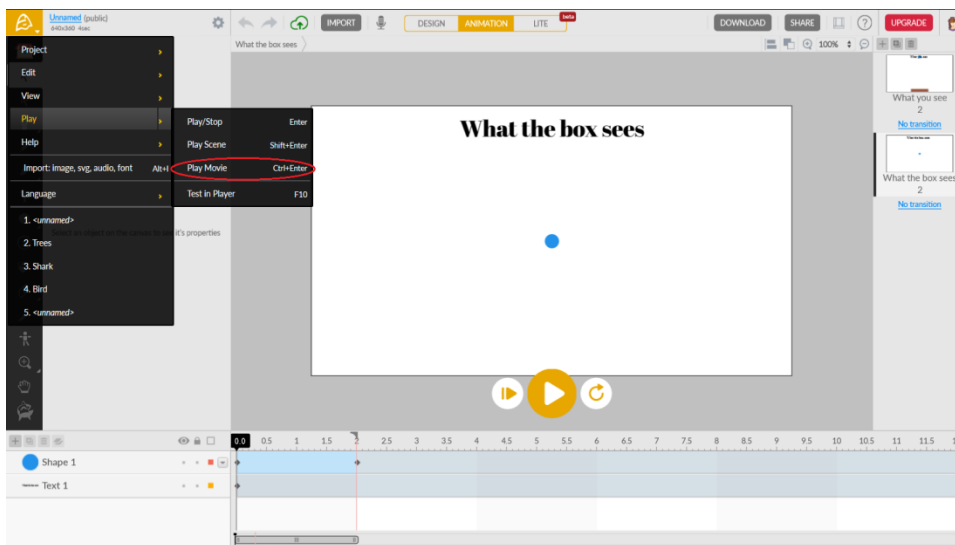 Unnamed (public)
640x360 4sec
IMPORT
DESIGN
ANIMATION
LITE
beta
DOWNLOAD
SHARE
?
UPGRADE
What the box sees
100%
Project
Edit
View
Play
Help
Import: image, svg, audio, font Alt+I
Language
1. <unnamed>
2. Trees
3. Shark
4. Bird
5. <unnamed>
Play/Stop Enter
Play Scene Shift+Enter
Play Movie Ctrl+Enter
Test in Player F10
it's properties
What the box sees
What you see
2
No transition
What the box sees
2
No transition
0.0 0.5 1 1.5 2 2.5 3 3.5 4 4.5 5 5.5 6 6.5 7 7.5 8 8.5 9 9.5 10 10.5 11 11.5
Shape 1
Text 1